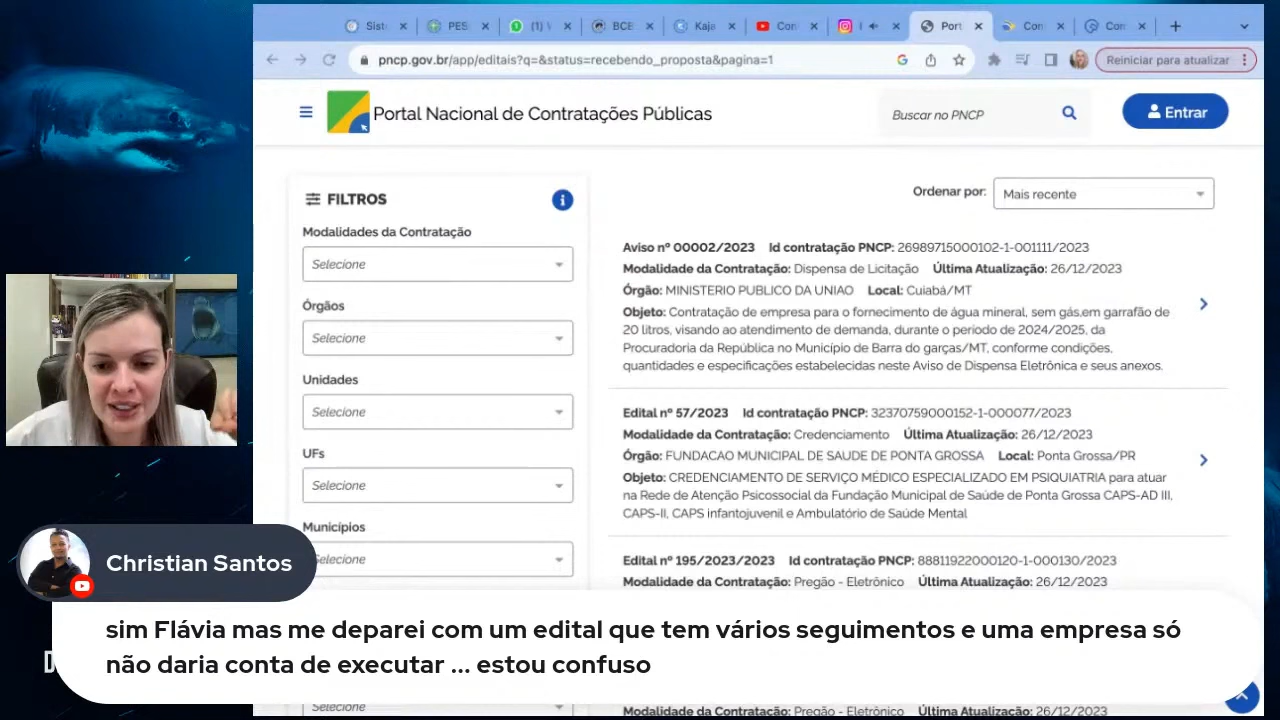 Sist
PES
(1)
BCE
Kaja
Con
Port
Con
Con
pncp.gov.br/app/editais?q=&status=recebendo_proposta&pagina=1
Reiniciar para atualizar
Portal Nacional de Contratações Públicas
Buscar no PNCP
Entrar
FILTROS
Modalidades da Contratação
Selecione
Órgãos
Selecione
Unidades
Selecione
UFs
Selecione
Municípios
Selecione
Selecione
Ordenar por:
Mais recente
Aviso nº 00002/2023 Id contratação PNCP: 26989715000102-1-001111/2023
Modalidade da Contratação: Dispensa de Licitação Última Atualização: 26/12/2023
Órgão: MINISTERIO PUBLICO DA UNIAO Local: Cuiabá/MT
Objeto: Contratação de empresa para o fornecimento de água mineral, sem gás,em garrafão de
20 litros, visando ao atendimento de demanda, durante o período de 2024/2025, da
Procuradoria da República no Município de Barra do garças/MT, conforme condições,
quantidades e especificações estabelecidas neste Aviso de Dispensa Eletrônica e seus anexos.
Edital nº 57/2023 Id contratação PNCP: 32370759000152-1-000077/2023
Modalidade da Contratação: Credenciamento Última Atualização: 26/12/2023
Órgão: FUNDACAO MUNICIPAL DE SAUDE DE PONTA GROSSA Local: Ponta Grossa/PR
Objeto: CREDENCIAMENTO DE SERVIÇO MÉDICO ESPECIALIZADO EM PSIQUIATRIA para atuar
na Rede de Atenção Psicossocial da Fundação Municipal de Saúde de Ponta Grossa CAPS-AD III,
CAPS-II, CAPS infantojuvenil e Ambulatório de Saúde Mental
Edital nº 195/2023/2023 Id contratação PNCP: 88811922000120-1-000130/2023
Modalidade da Contratação: Pregão - Eletrônico Última Atualização: 26/12/2023
Christian Santos
sim Flávia mas me deparei com um edital que tem vários seguimentos e uma empresa só
não daria conta de executar ... estou confuso
Modalidade da Contratação: Pregão - Eletrônico Última Atualização: 26/12/2023